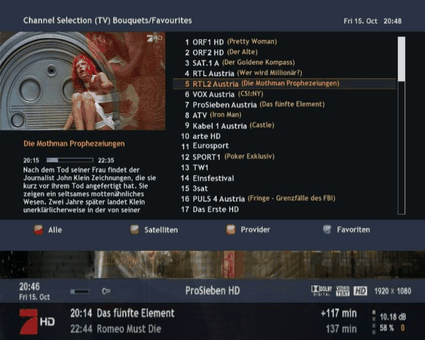 Channel Selection (TV) Bouquets/Favourites
Fri 15. Oct 20:48
1 ORF1 HD (Pretty Woman)
2 ORF2 HD (Der Alte)
3 SAT.1 A (Der Goldene Kompass)
4 RTL Austria (Wer wird Millionär?)
5 RTL2 Austria (Die Mothman Prophezeiungen)
6 VOX Austria (CSI:NY)
7 ProSieben Austria (Das fünfte Element)
8 ATV (Iron Man)
9 Kabel 1 Austria (Castle)
10 arte HD
11 Eurosport
12 SPORT1 (Poker Exklusiv)
13 TW1
14 Einsfestival
15 3sat
16 PULS 4 Austria (Fringe - Grenzfälle des FBI)
17 Das Erste HD
Die Mothman Prophezeiungen
20:15 22:35
Nach dem Tod seiner Frau findet der
Journalist John Klein Zeichnungen, die sie
kurz vor ihrem Tod angefertigt hat. Sie
zeigen ein seltsames mottenähnliches
Wesen. Zwei Jahre später landet Klein
unerklärlicherweise in der von seiner
Alle
Satelliten
Provider
Favoriten
20:46
Fri 15. Oct
ProSieben HD
DOLBY
DIGITAL
VIDEO
TEXT
HD
1920 x 1080
7 HD
20:14 Das fünfte Element +117 min
22:44 Romeo Must Die 137 min
10.18 dB
58 % 0